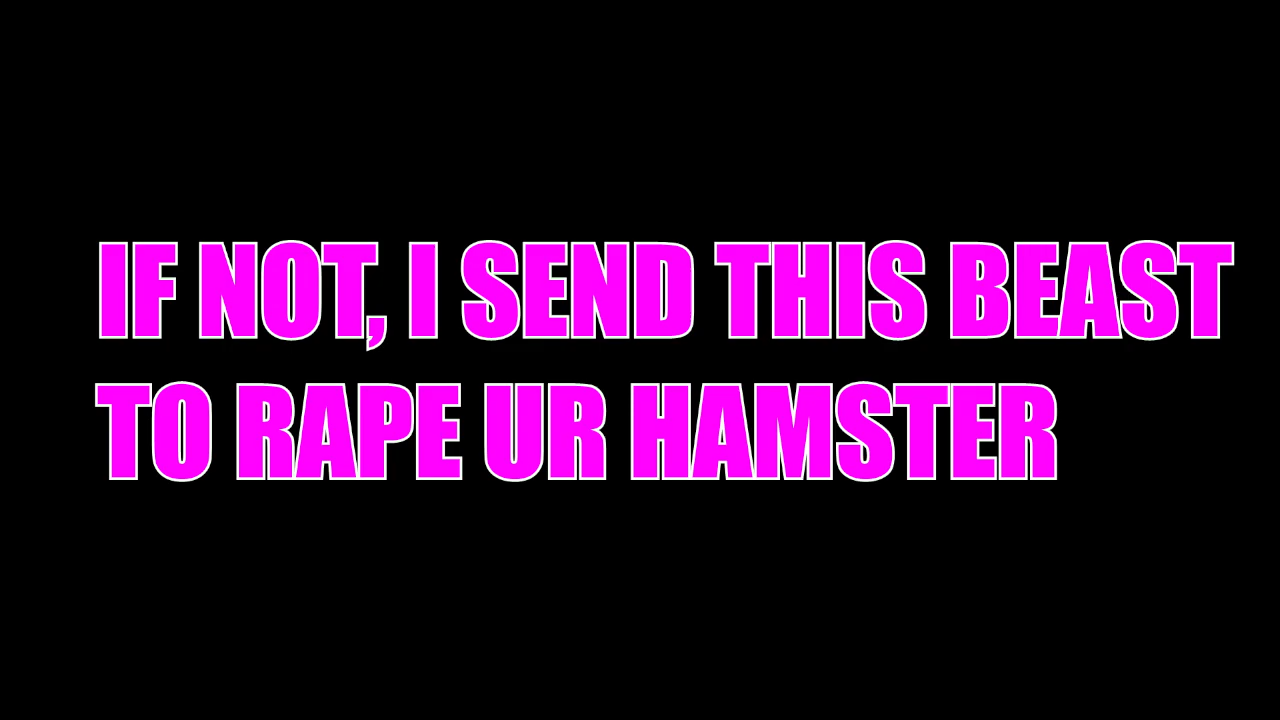 IF NOT, I SEND THIS BEAST
TO RAPE UR HAMSTER